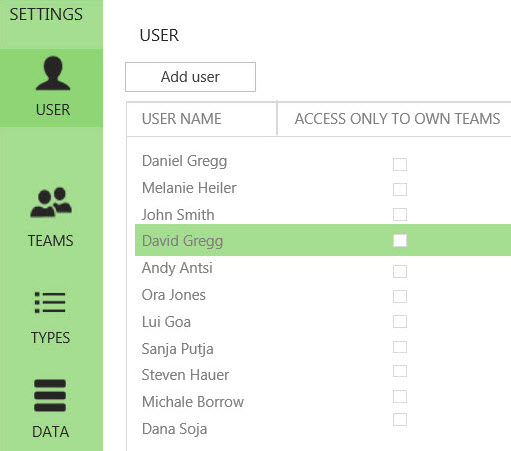 SETTINGS
USER
Add user
USER
USER NAME ACCESS ONLY TO OWN TEAMS
Daniel Gregg
Melanie Heiler
John Smith
TEAMS
David Gregg
Andy Antsi
Ora Jones
Lui Goa
TYPES
Sanja Putja
Steven Hauer
Michale Borrow
DATA
Dana Soja